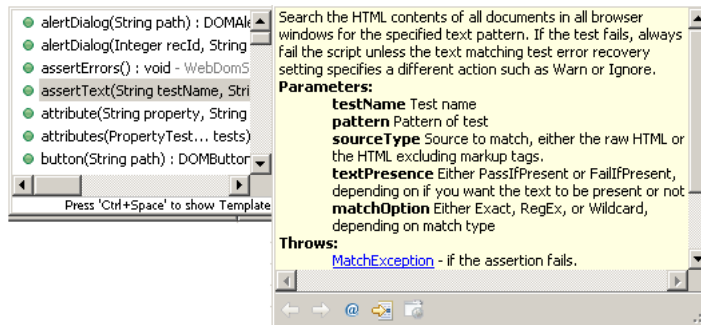 alertDialog(String path) : DOMAle
alertDialog(Integer recId, String
assertErrors() : void - WebDomS
assertText(String testName, Stri
attribute(String property, String
attributes(PropertyTest... tests)
button(String path) : DOMButton
Press 'Ctrl+Space' to show Template
Search the HTML contents of all documents in all browser
windows for the specified text pattern. If the test fails, always
fail the script unless the text matching test error recovery
setting specifies a different action such as Warn or Ignore.
Parameters:
testName Test name
pattern Pattern of test
sourceType Source to match, either the raw HTML or
the HTML excluding markup tags.
textPresence Either PassIfPresent or FailIfPresent,
depending on if you want the text to be present or not
matchOption Either Exact, RegEx, or Wildcard,
depending on match type
Throws:
MatchException - if the assertion fails.
@